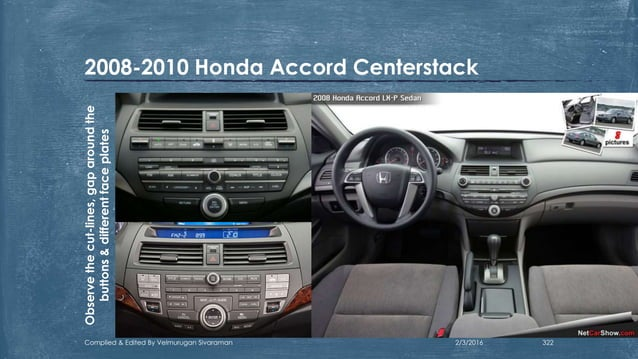 2008-2010 Honda Accord Centerstack
Observe the cut-lines, gap around the
buttons & different face plates
2008 Honda Accord LX-P Sedan
8
pictures
NetCarShow.com
Complied & Edited By Velmurugan Sivaraman
2/3/2016
322